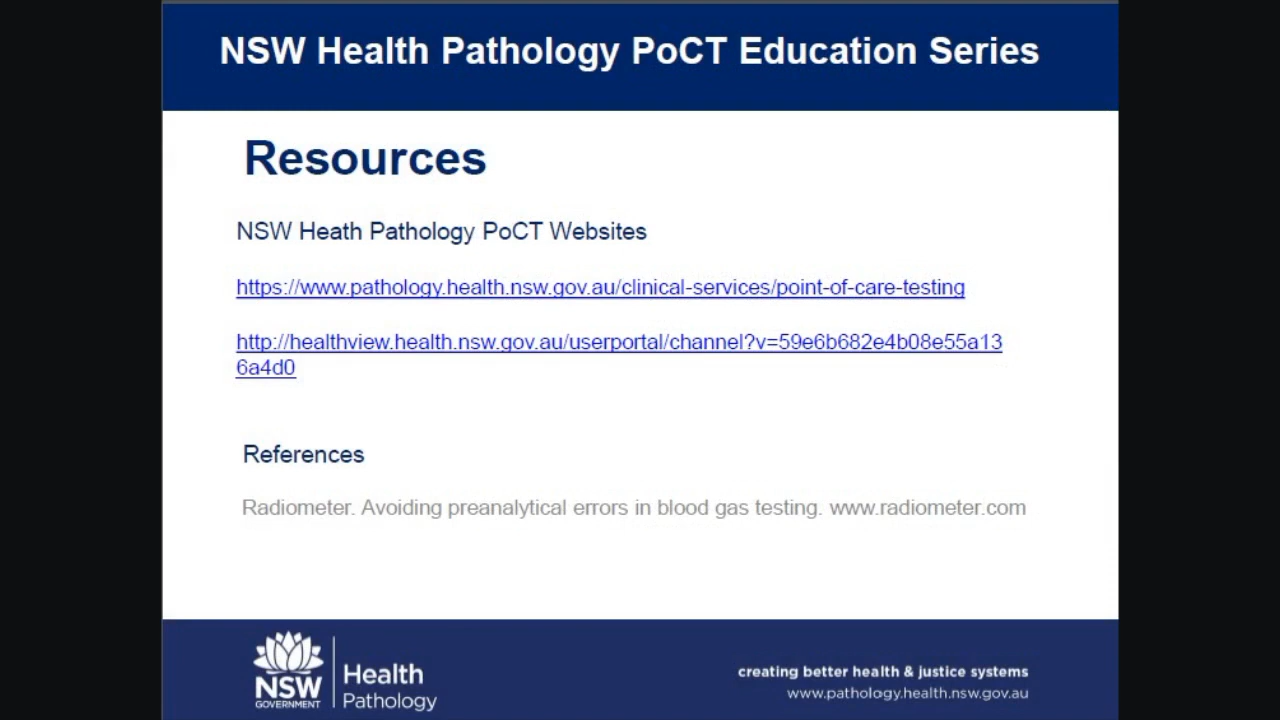 NSW Health Pathology PoCT Education Series
Resources
NSW Heath Pathology PoCT Websites
https://www.pathology.health.nsw.gov.au/clinical-services/point-of-care-testing
http://healthview.health.nsw.gov.au/userportal/channel?v=59e6b682e4b08e55a13
6a4d0
References
Radiometer. Avoiding preanalytical errors in blood gas testing. www.radiometer.com
NSW
GOVERNMENT
Health
Pathology
creating better health & justice systems
www.pathology.health.nsw.gov.au